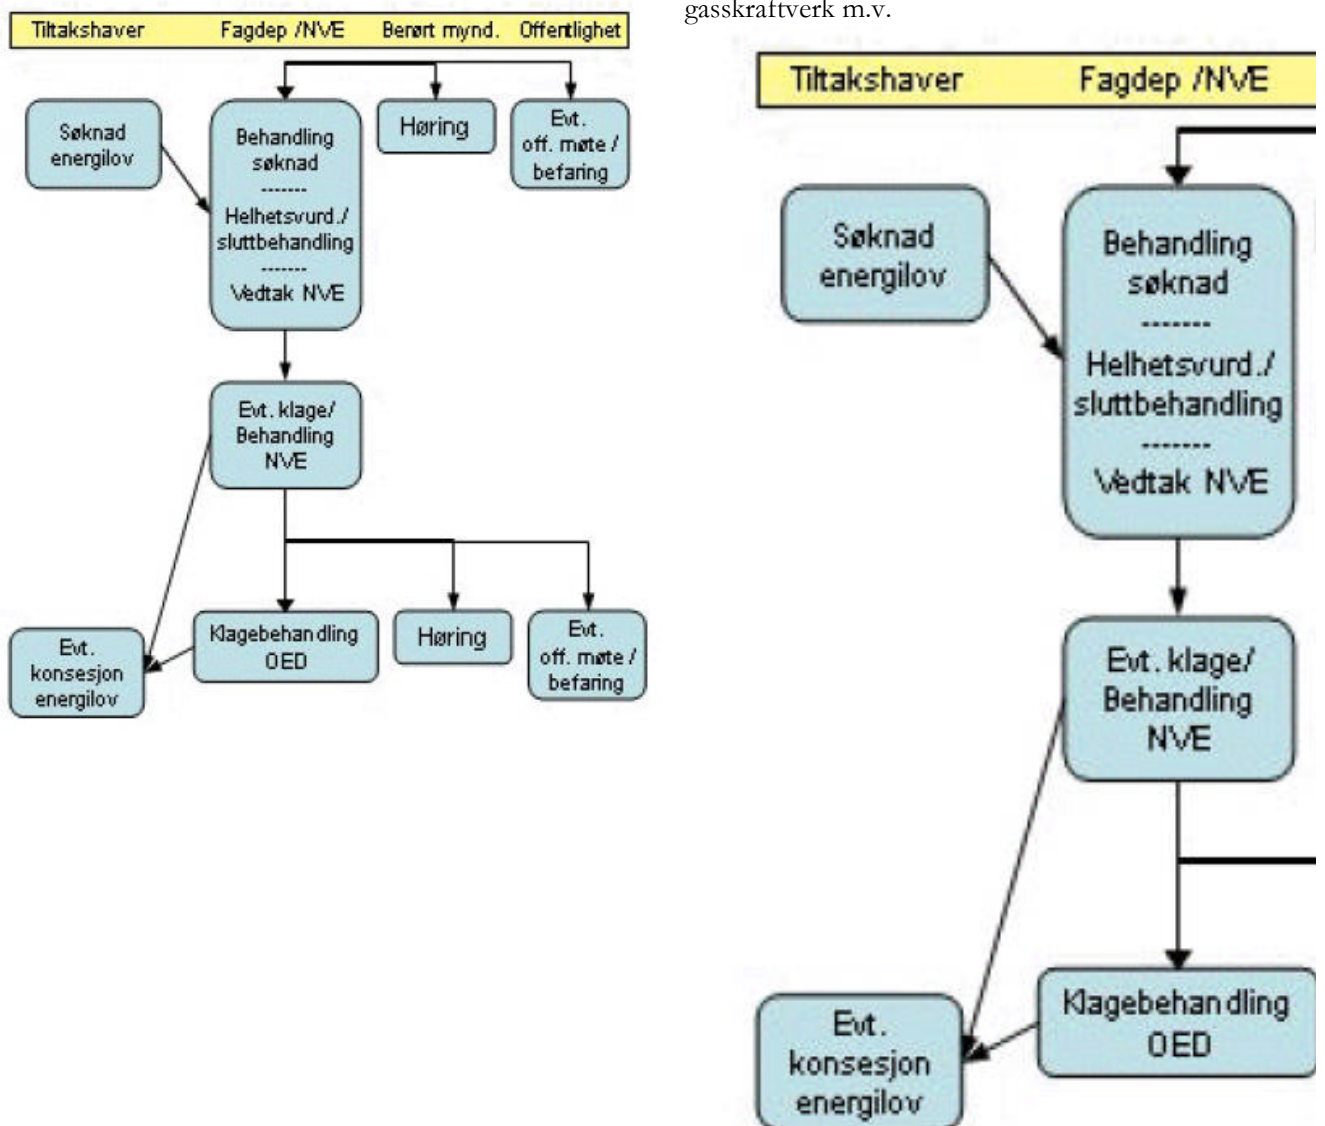 Tiltakshaver Fagdep /NVE Berørt mynd. Offentlighet
Søknad
energilov
Behandling
søknad
-------
Helhetsvurd./
sluttbehandling
-------
Vedtak NVE
Høring
Evt.
off. møte /
befaring
Evt. klage/
Behandling
NVE
Evt.
konsesjon
energilov
Klagebehandling
OED
Høring
Evt.
off. møte /
befaring
gasskraftverk m.v.
Tiltakshaver Fagdep /NVE
Søknad
energilov
Behandling
søknad
-------
Helhetsvurd./
sluttbehandling
-------
Vedtak NVE
Evt. klage/
Behandling
NVE
Evt.
konsesjon
energilov
Klagebehandling
OED